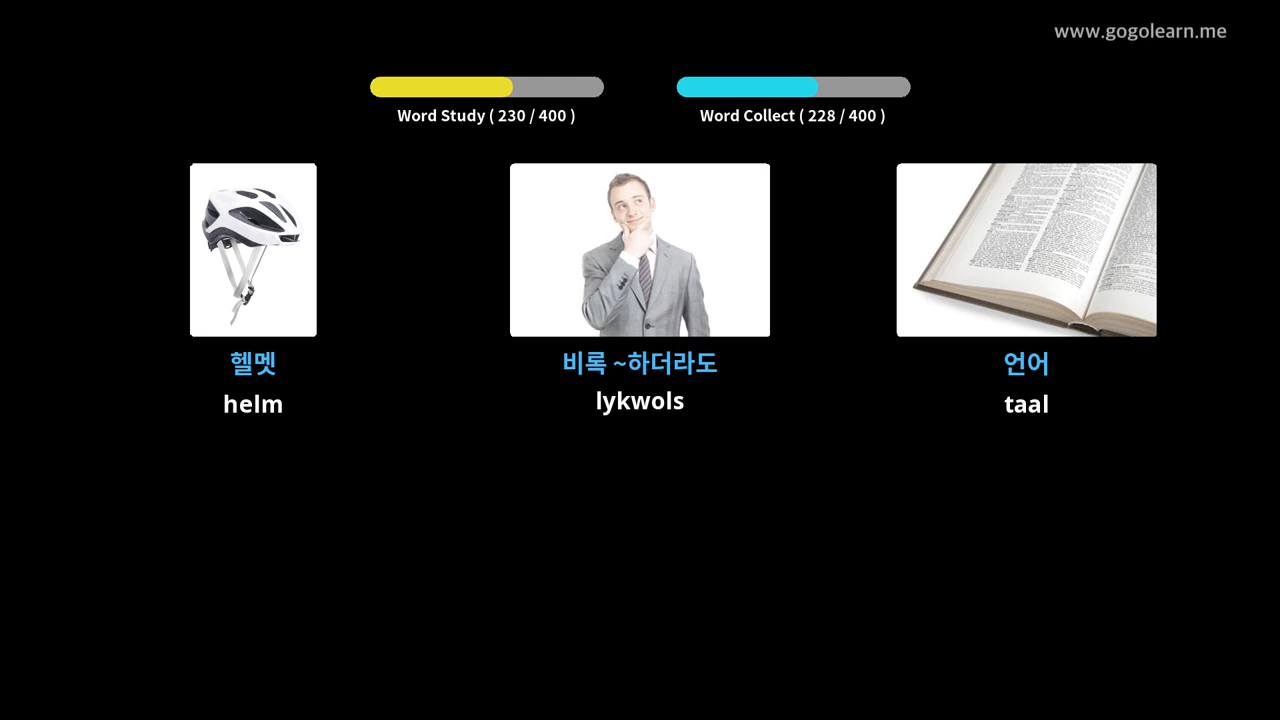 www.gogolearn.me
Word Study ( 230 / 400 )
Word Collect ( 228 / 400 )
헬멧
helm
비록 ~하더라도
lykwols
언어
taal